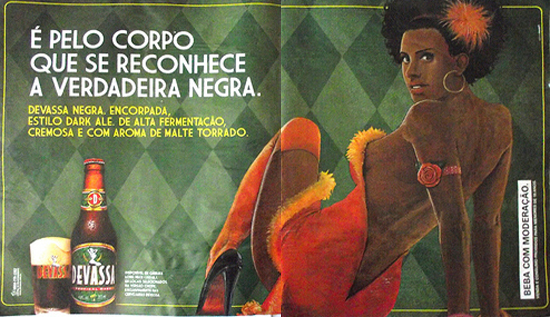 É PELO CORPO
QUE SE RECONHECE
A VERDADEIRA NEGRA.
DEVASSA NEGRA. ENCORPADA,
ESTILO DARK ALE. DE ALTA FERMENTAÇÃO,
CREMOSA E COM AROMA DE MALTE TORRADO.
DEVASSA
DEVASSA
BEBA COM MODERAÇÃO.